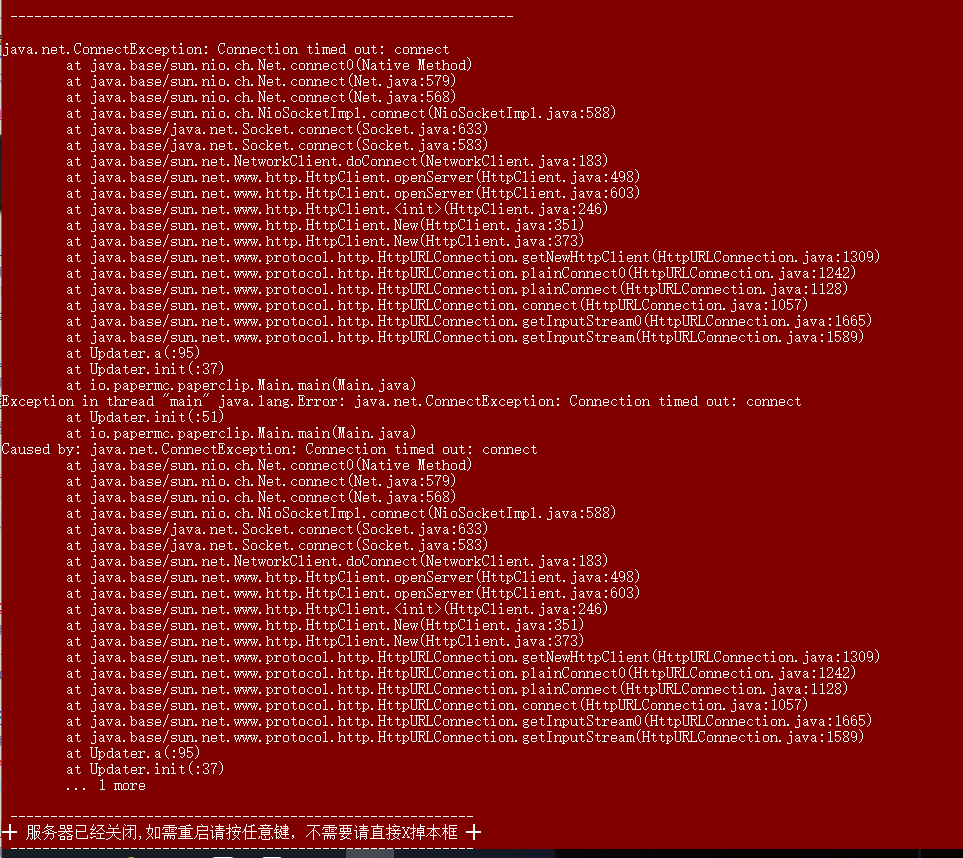 ----------------------------------------------------------------
java.net.ConnectException: Connection timed out: connect
at java.base/sun.nio.ch.Net.connect0(Native Method)
at java.base/sun.nio.ch.Net.connect(Net.java:579)
at java.base/sun.nio.ch.Net.connect(Net.java:568)
at java.base/sun.nio.ch.NioSocketImpl.connect(NioSocketImpl.java:588)
at java.base/java.net.Socket.connect(Socket.java:633)
at java.base/java.net.Socket.connect(Socket.java:583)
at java.base/sun.net.NetworkClient.doConnect(NetworkClient.java:183)
at java.base/sun.net.www.http.HttpClient.openServer(HttpClient.java:498)
at java.base/sun.net.www.http.HttpClient.openServer(HttpClient.java:603)
at java.base/sun.net.www.http.HttpClient.<init>(HttpClient.java:246)
at java.base/sun.net.www.http.HttpClient.New(HttpClient.java:351)
at java.base/sun.net.www.http.HttpClient.New(HttpClient.java:373)
at java.base/sun.net.www.protocol.http.HttpURLConnection.getNewHttpClient(HttpURLConnection.java:1309)
at java.base/sun.net.www.protocol.http.HttpURLConnection.plainConnect0(HttpURLConnection.java:1242)
at java.base/sun.net.www.protocol.http.HttpURLConnection.plainConnect(HttpURLConnection.java:1128)
at java.base/sun.net.www.protocol.http.HttpURLConnection.connect(HttpURLConnection.java:1057)
at java.base/sun.net.www.protocol.http.HttpURLConnection.getInputStream0(HttpURLConnection.java:1665)
at java.base/sun.net.www.protocol.http.HttpURLConnection.getInputStream(HttpURLConnection.java:1589)
at Updater.a(:95)
at Updater.init(:37)
at io.papermc.paperclip.Main.main(Main.java)
Exception in thread "main" java.lang.Error: java.net.ConnectException: Connection timed out: connect
at Updater.init(:51)
at io.papermc.paperclip.Main.main(Main.java)
Caused by: java.net.ConnectException: Connection timed out: connect
at java.base/sun.nio.ch.Net.connect0(Native Method)
at java.base/sun.nio.ch.Net.connect(Net.java:579)
at java.base/sun.nio.ch.Net.connect(Net.java:568)
at java.base/sun.nio.ch.NioSocketImpl.connect(NioSocketImpl.java:588)
at java.base/java.net.Socket.connect(Socket.java:633)
at java.base/java.net.Socket.connect(Socket.java:583)
at java.base/sun.net.NetworkClient.doConnect(NetworkClient.java:183)
at java.base/sun.net.www.http.HttpClient.openServer(HttpClient.java:498)
at java.base/sun.net.www.http.HttpClient.openServer(HttpClient.java:603)
at java.base/sun.net.www.http.HttpClient.<init>(HttpClient.java:246)
at java.base/sun.net.www.http.HttpClient.New(HttpClient.java:351)
at java.base/sun.net.www.http.HttpClient.New(HttpClient.java:373)
at java.base/sun.net.www.protocol.http.HttpURLConnection.getNewHttpClient(HttpURLConnection.java:1309)
at java.base/sun.net.www.protocol.http.HttpURLConnection.plainConnect0(HttpURLConnection.java:1242)
at java.base/sun.net.www.protocol.http.HttpURLConnection.plainConnect(HttpURLConnection.java:1128)
at java.base/sun.net.www.protocol.http.HttpURLConnection.connect(HttpURLConnection.java:1057)
at java.base/sun.net.www.protocol.http.HttpURLConnection.getInputStream0(HttpURLConnection.java:1665)
at java.base/sun.net.www.protocol.http.HttpURLConnection.getInputStream(HttpURLConnection.java:1589)
at Updater.a(:95)
at Updater.init(:37)
... 1 more
----------------------------------------------------------
┼ 服务器已经关闭,如需重启请按任意键，不需要请直接X掉本框 ┼
----------------------------------------------------------